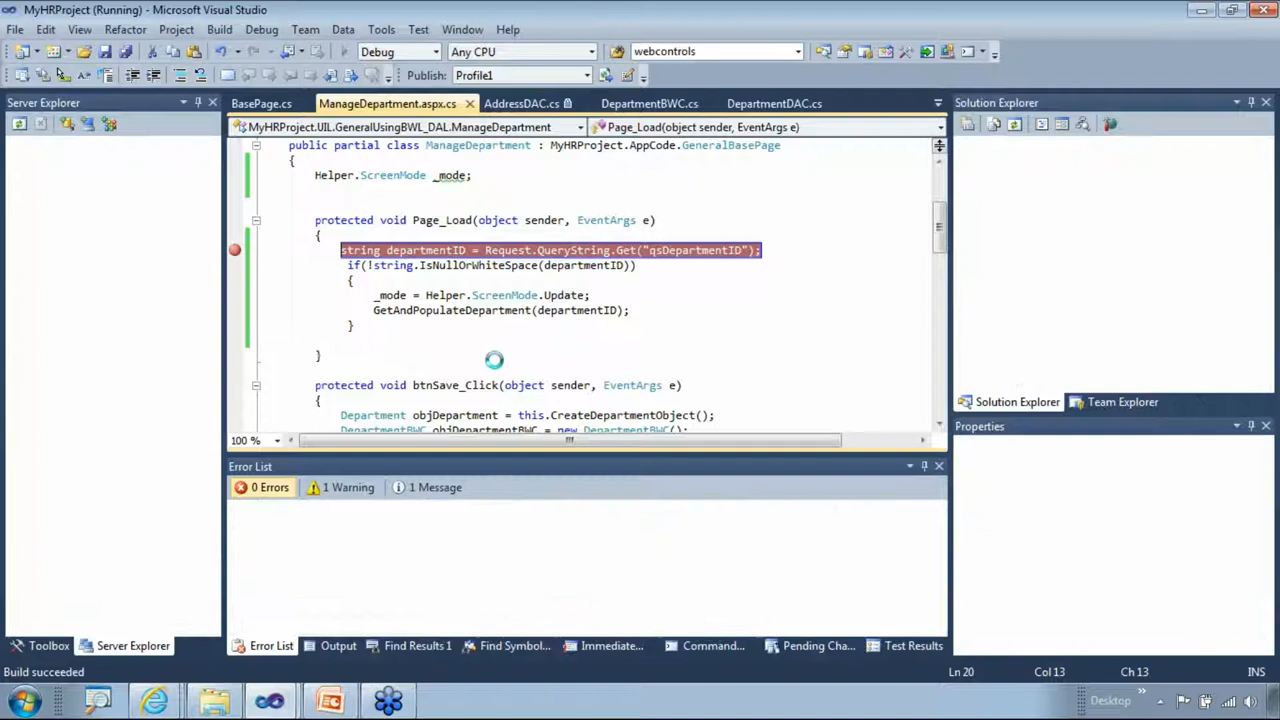 MyHRProject (Running) - Microsoft Visual Studio
File Edit View Refactor Project Build Debug Team Data Tools Test Window Help
Debug Any CPU webcontrols
Publish: Profile1
Server Explorer
BasePage.cs ManageDepartment.aspx.cs AddressDAC.cs DepartmentBWC.cs DepartmentDAC.cs
MyHRProject.UIL.GeneralUsingBWL_DAL.ManageDepartment Page_Load(object sender, EventArgs e)
public partial class ManageDepartment : MyHRProject.AppCode.GeneralBasePage
{
Helper.ScreenMode _mode;
protected void Page_Load(object sender, EventArgs e)
{
string departmentID = Request.QueryString.Get("qsDepartmentID");
if(!string.IsNullOrWhiteSpace(departmentID))
{
_mode = Helper.ScreenMode.Update;
GetAndPopulateDepartment(departmentID);
}
}
protected void btnSave_Click(object sender, EventArgs e)
{
Department objDepartment = this.CreateDepartmentObject();
DepartmentBWC objDepartmentBWC = new DepartmentBWC();
100 %
Solution Explorer
Solution Explorer Team Explorer
Properties
Error List
0 Errors 1 Warning 1 Message
Toolbox Server Explorer
Error List Output Find Results 1 Find Symbol... Immediate... Command... Pending Cha... Test Results
Build succeeded Ln 20 Col 13 Ch 13 INS
Desktop